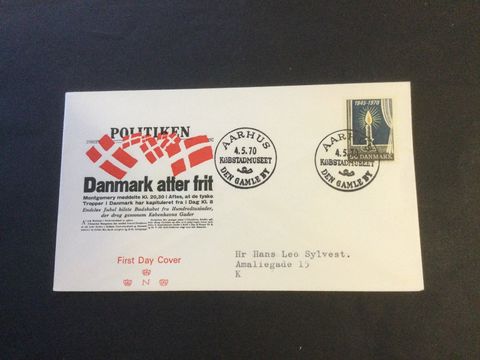 POLITIKEN
Danmark atter frit
Montgomery meddelte Kl. 20,30 i Aftes, at de tyske
Tropper i Danmark har kapituleret fra i Dag Kl. 8
Endeløs Jubel hilste Budskabet fra Hundredtusinder,
der drog gennem Københavns Gader
First Day Cover
N
AARHUS
4.5.70
KØBSTADMUSEET
DEN GAMLE BY
AARHUS
4.5.70
KØBSTADMUSEET
DEN GAMLE BY
1945-1970
60 DANMARK
Hr Hans Leo Sylvest.
Amaliegade 15
K